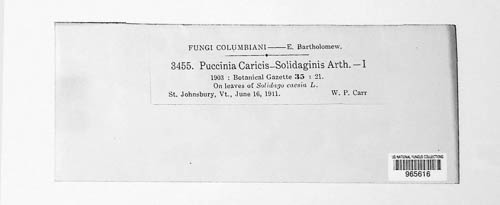 FUNGI COLUMBIANI—E. Bartholomew.
3455. Puccinia Caricis-Solidaginis Arth.—I
1903 : Botanical Gazette 35 : 21.
On leaves of Solidago caesia L.
St. Johnsbury, Vt., June 16, 1911. W. P. Carr
US NATIONAL FUNGUS COLLECTIONS
965616